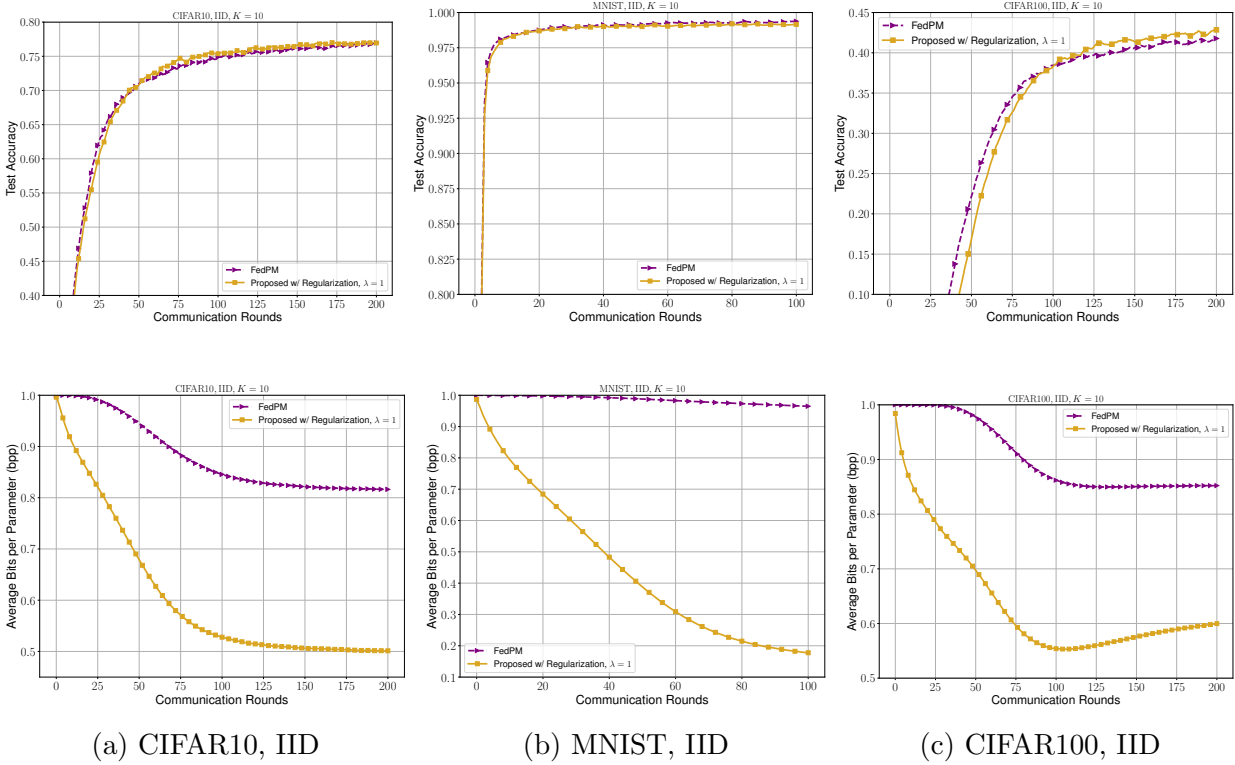 CIFAR10, IID, K = 10
0.80
0.75
0.70
0.65
0.60
0.55
0.50
0.45
0.40
Test Accuracy
0 25 50 75 100 125 150 175 200
Communication Rounds
FedPM
Proposed w/ Regularization, λ = 1
MNIST, IID, K = 10
1.000
0.975
0.950
0.925
0.900
0.875
0.850
0.825
0.800
Test Accuracy
0 20 40 60 80 100
Communication Rounds
FedPM
Proposed w/ Regularization, λ = 1
CIFAR100, IID, K = 10
0.45
0.40
0.35
0.30
0.25
0.20
0.15
0.10
Test Accuracy
0 25 50 75 100 125 150 175 200
Communication Rounds
FedPM
Proposed w/ Regularization, λ = 1
CIFAR10, IID, K = 10
1.0
0.9
0.8
0.7
0.6
0.5
Average Bits per Parameter (bpp)
0 25 50 75 100 125 150 175 200
Communication Rounds
FedPM
Proposed w/ Regularization, λ = 1
MNIST, IID, K = 10
1.0
0.9
0.8
0.7
0.6
0.5
0.4
0.3
0.2
0.1
Average Bits per Parameter (bpp)
0 20 40 60 80 100
Communication Rounds
FedPM
Proposed w/ Regularization, λ = 1
CIFAR100, IID, K = 10
1.0
0.9
0.8
0.7
0.6
0.5
Average Bits per Parameter (bpp)
0 25 50 75 100 125 150 175 200
Communication Rounds
FedPM
Proposed w/ Regularization, λ = 1
(a) CIFAR10, IID
(b) MNIST, IID
(c) CIFAR100, IID